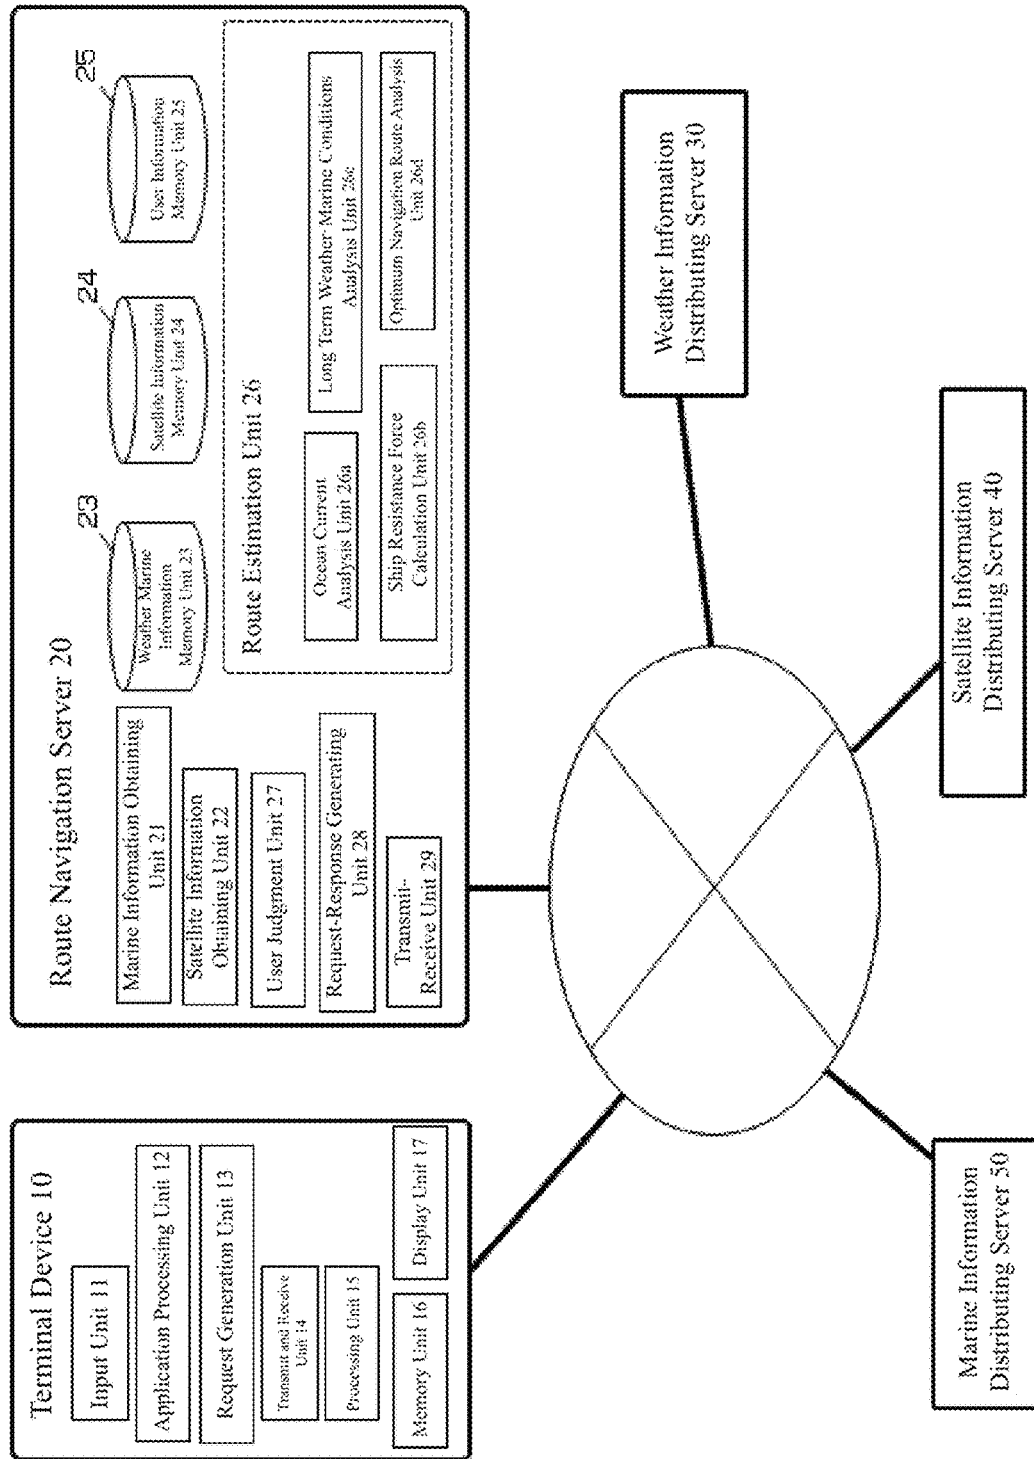 Terminal Device 10
Input Unit 11
Application Processing Unit 12
Request Generation Unit 13
Transmit and Receive
Unit 14
Processing Unit 15
Memory Unit 16
Display Unit 17
Route Navigation Server 20
Marine Information Obtaining
Unit 21
Satellite Information
Obtaining Unit 22
User Judgment Unit 27
Request-Response Generating
Unit 28
Transmit-
Receive Unit 29
23
Weather Marine
Information
Memory Unit 23
24
Satellite Information
Memory Unit 24
25
User Information
Memory Unit 25
Route Estimation Unit 26
Ocean Current
Analysis Unit 26a
Long Term Weather-Marine Conditions
Analysis Unit 26c
Ship Resistance Force
Calculation Unit 26b
Optimum Navigation Route Analysis
Unit 26d
Weather Information
Distributing Server 30
Satellite Information
Distributing Server 40
Marine Information
Distributing Server 50